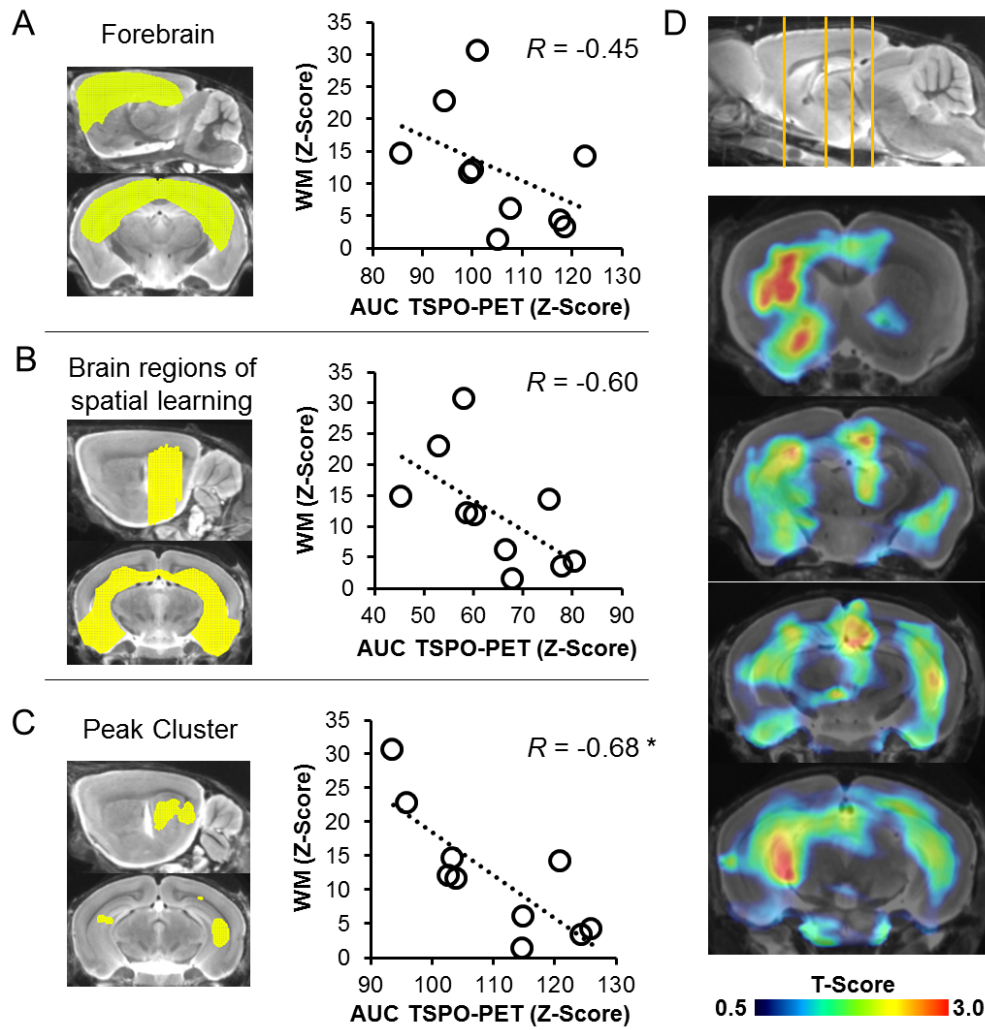 A
Forebrain
R = -0.45
WM (Z-Score)
35
30
25
20
15
10
5
0
80 90 100 110 120 130
AUC TSPO-PET (Z-Score)
B
Brain regions of
spatial learning
R = -0.60
WM (Z-Score)
35
30
25
20
15
10
5
0
40 50 60 70 80 90
AUC TSPO-PET (Z-Score)
C
Peak Cluster
R = -0.68 *
WM (Z-Score)
35
30
25
20
15
10
5
0
90 100 110 120 130
AUC TSPO-PET (Z-Score)
D
T-Score
0.5 3.0